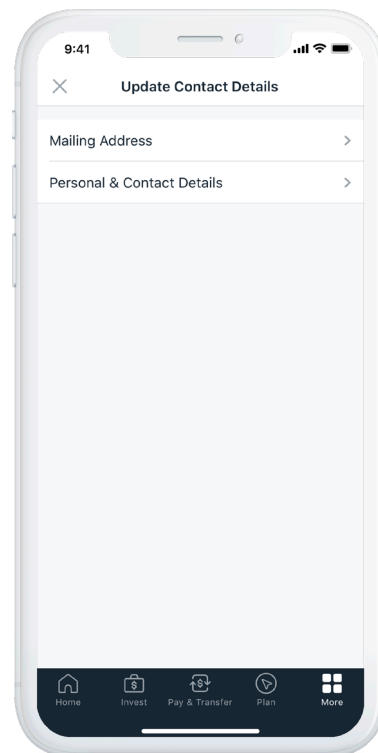 9:41
Update Contact Details
Mailing Address
Personal & Contact Details
Home Invest Pay & Transfer Plan More